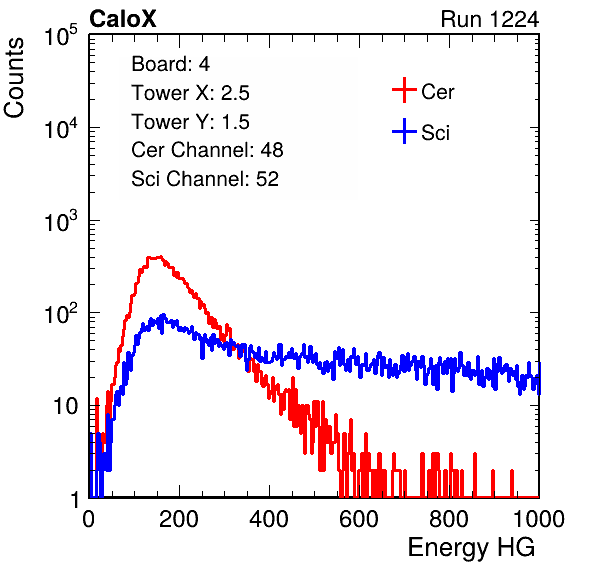 CaloX Run 1224
Counts
10^5
10^4
10^3
10^2
10
1
Board: 4
Tower X: 2.5
Tower Y: 1.5
Cer Channel: 48
Sci Channel: 52
Cer
Sci
0 200 400 600 800 1000
Energy HG